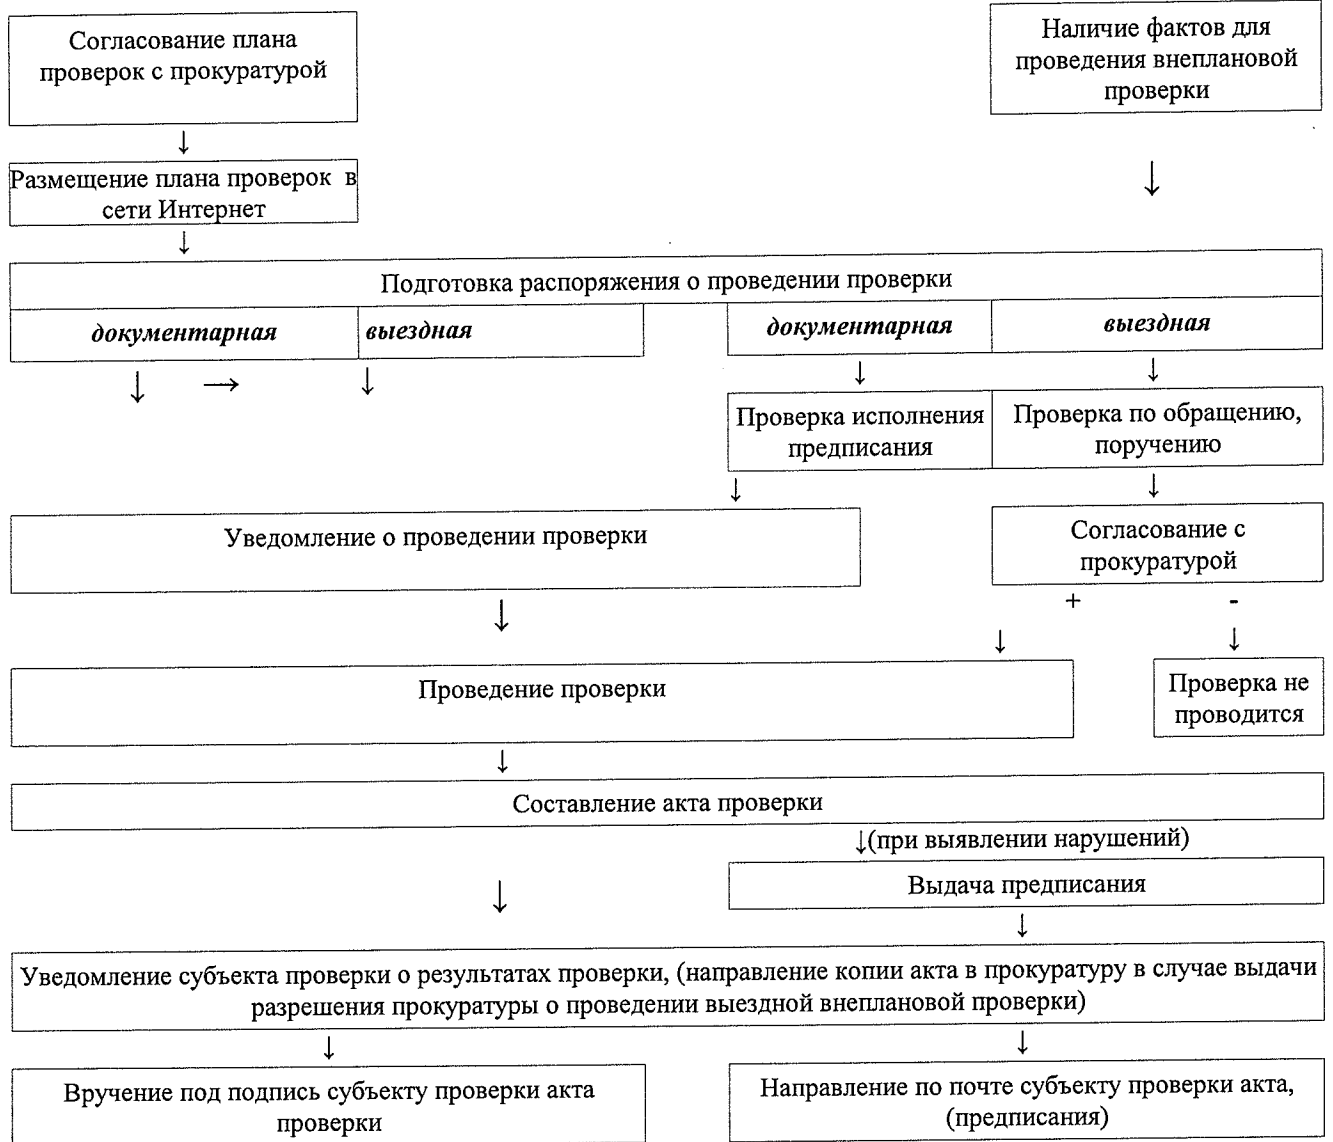 Согласование плана
проверок с прокуратурой
Наличие фактов для
проведения внеплановой
проверки
↓
Размещение плана проверок в
сети Интернет
↓
↓
Подготовка распоряжения о проведении проверки
документарная выездная документарная выездная
↓ → ↓ ↓ ↓
Проверка исполнения
предписания
Проверка по обращению,
поручению
↓ ↓
Уведомление о проведении проверки
Согласование с
прокуратурой
+ -
↓ ↓ ↓
Проведение проверки
Проверка не
проводится
↓
Составление акта проверки
↓(при выявлении нарушений)
↓
Выдача предписания
↓
Уведомление субъекта проверки о результатах проверки, (направление копии акта в прокуратуру в случае выдачи
разрешения прокуратуры о проведении выездной внеплановой проверки)
↓ ↓
Вручение под подпись субъекту проверки акта
проверки
Направление по почте субъекту проверки акта,
(предписания)